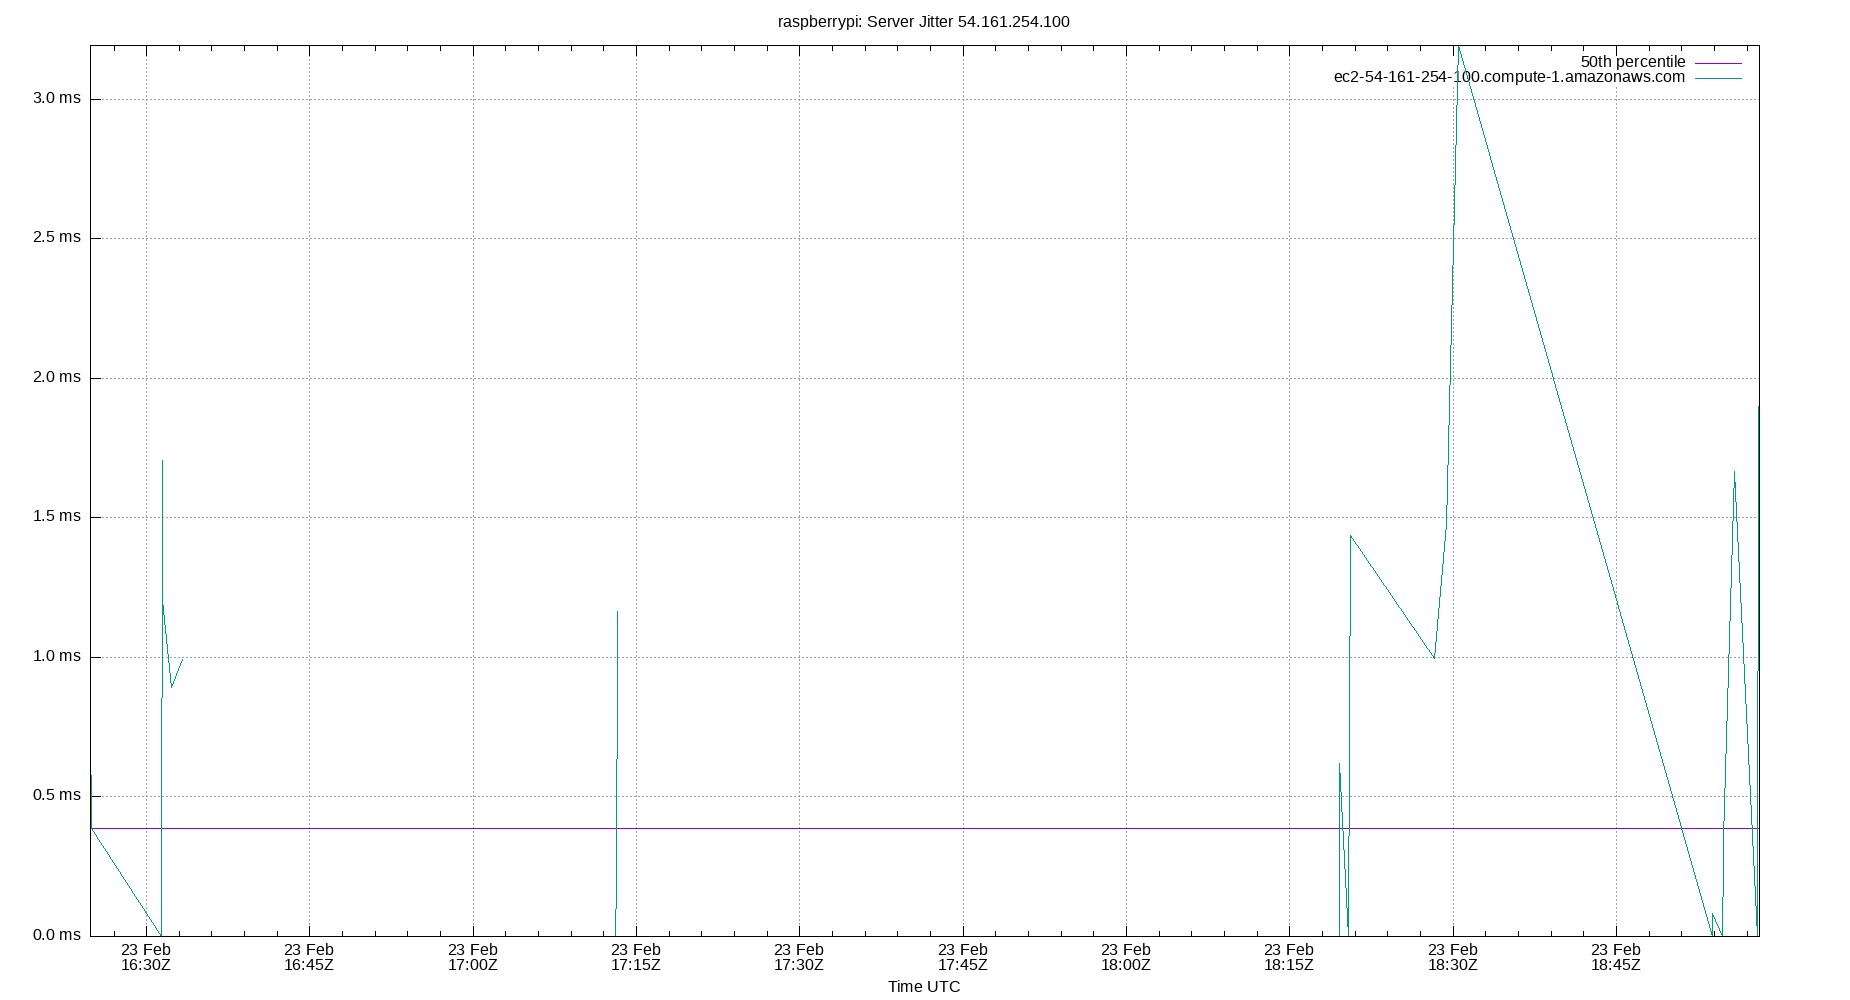 raspberrypi: Server Jitter 54.161.254.100
50th percentile
ec2-54-161-254-100.compute-1.amazonaws.com
3.0 ms
2.5 ms
2.0 ms
1.5 ms
1.0 ms
0.5 ms
0.0 ms
23 Feb 23 Feb 23 Feb 23 Feb 23 Feb 23 Feb 23 Feb 23 Feb 23 Feb 23 Feb
16:30Z 16:45Z 17:00Z 17:15Z 17:30Z 17:45Z 18:00Z 18:15Z 18:30Z 18:45Z
Time UTC